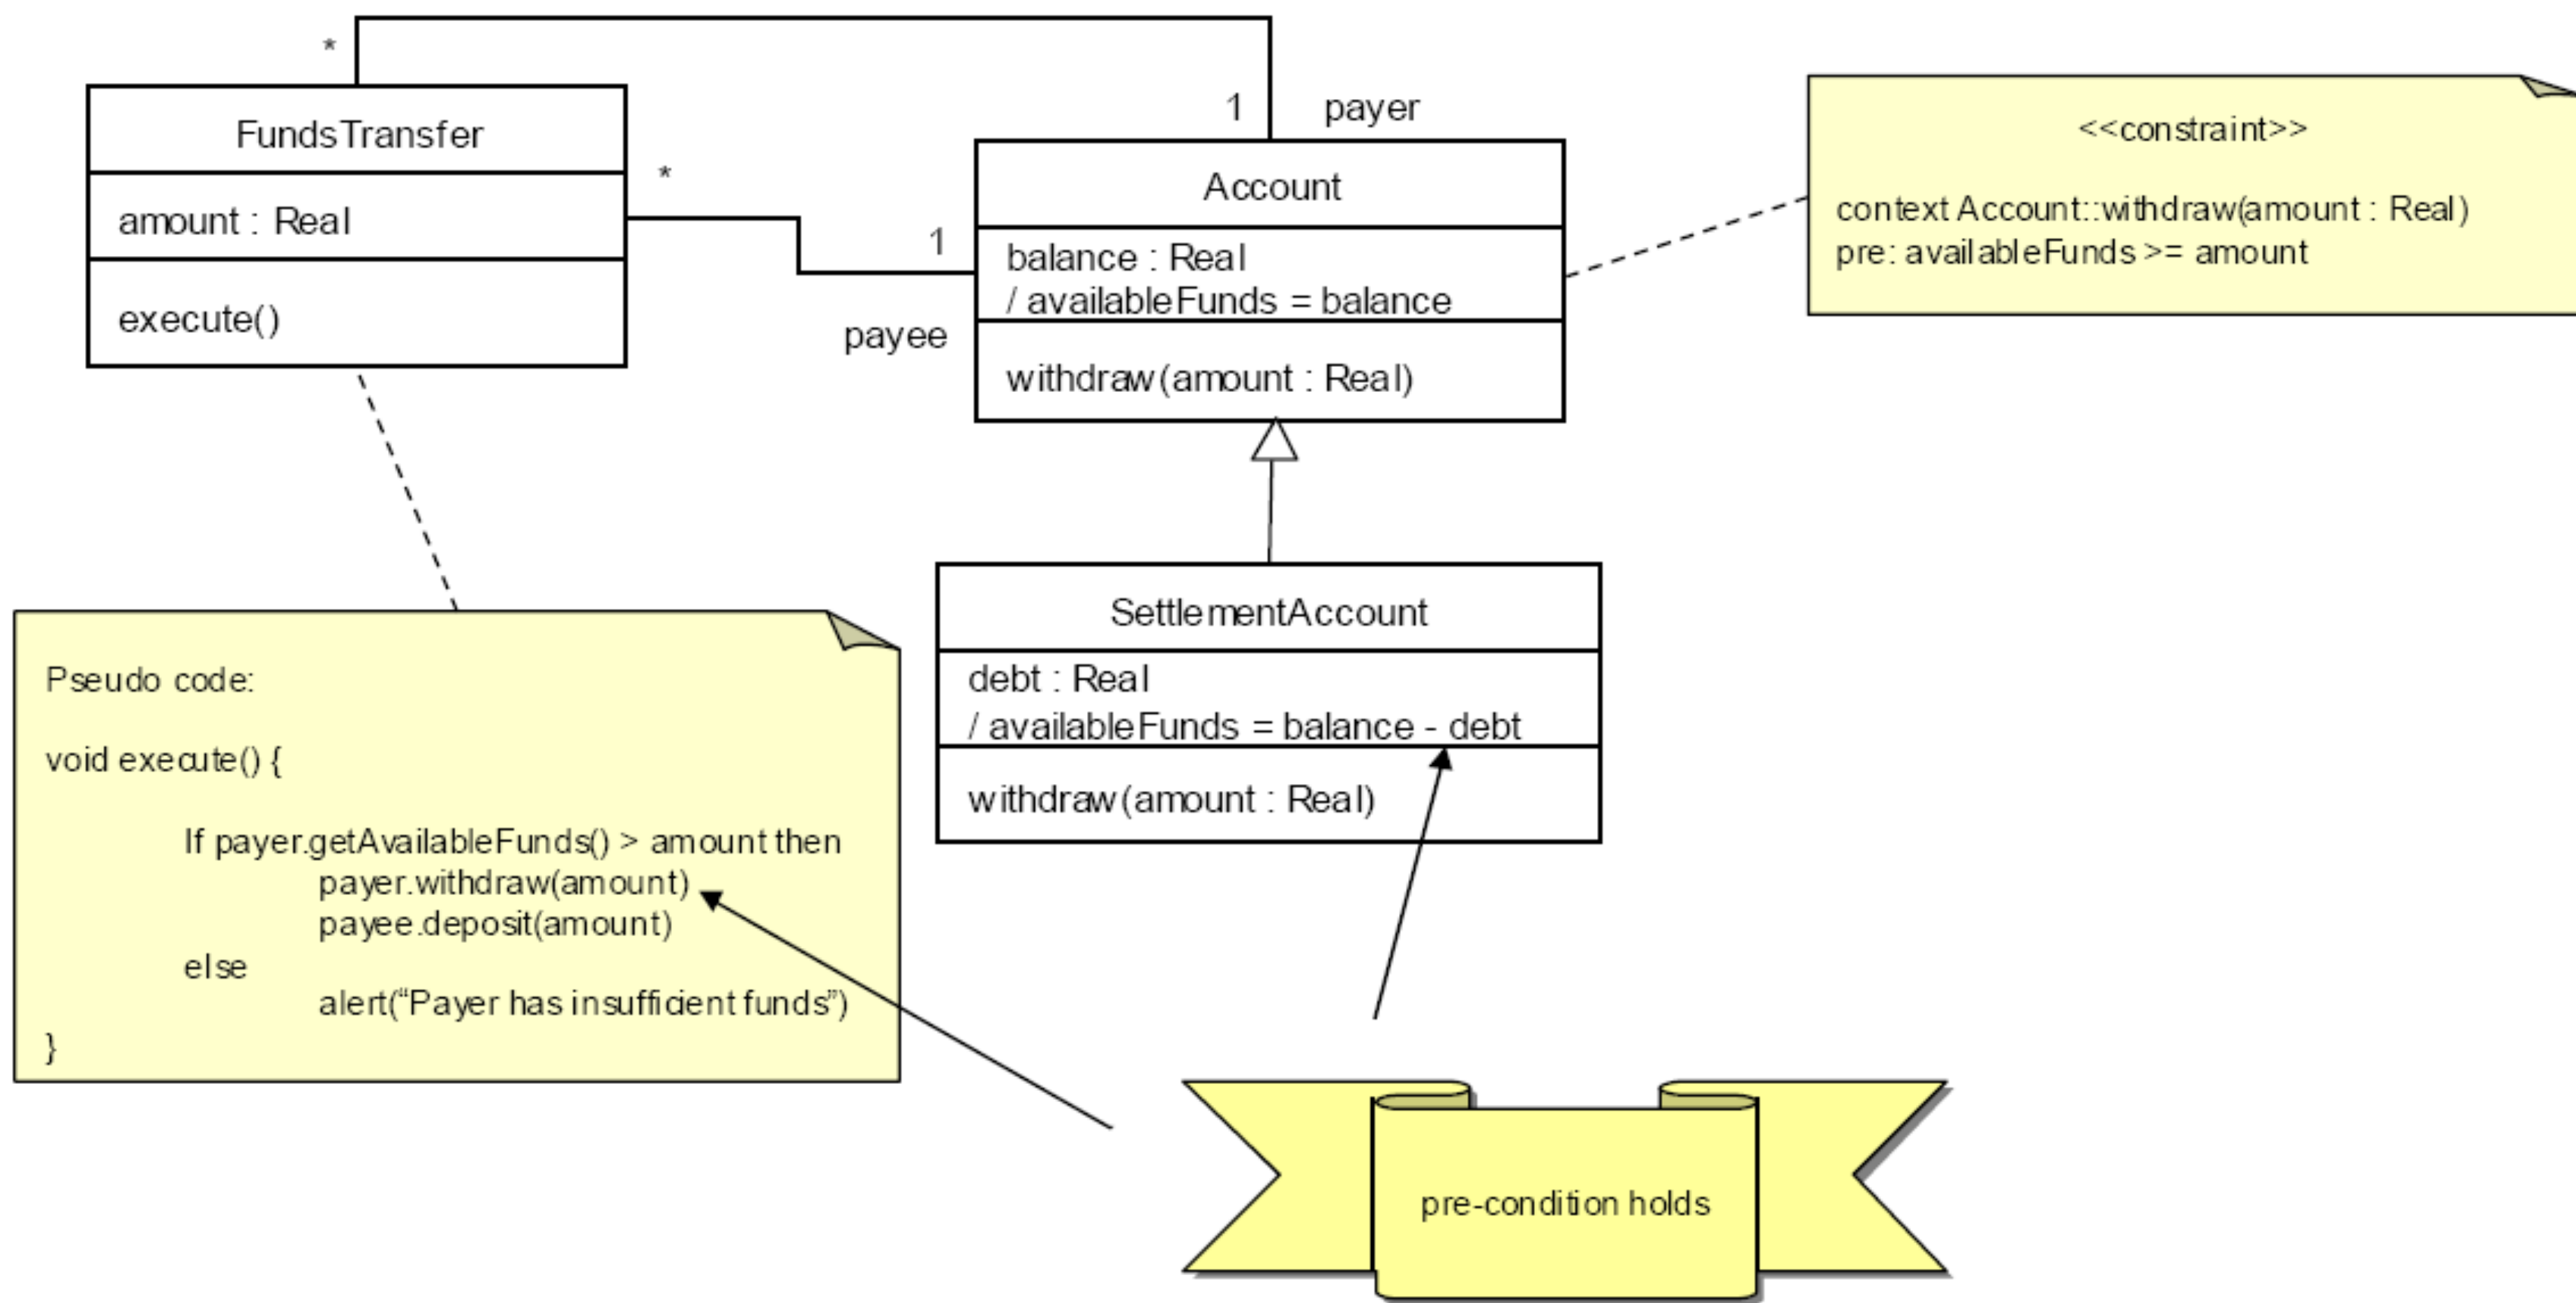 *
FundsTransfer
amount : Real
execute()
*
1
payee
1
payer
Account
balance : Real
/ availableFunds = balance
withdraw(amount : Real)
<<constraint>>
context Account::withdraw(amount : Real)
pre: availableFunds >= amount
SettlementAccount
debt : Real
/ availableFunds = balance - debt
withdraw(amount : Real)
Pseudo code:
void execute() {
If payer.getAvailableFunds() > amount then
payer.withdraw(amount)
payee.deposit(amount)
else
alert(“Payer has insufficient funds”)
}
pre-condition holds